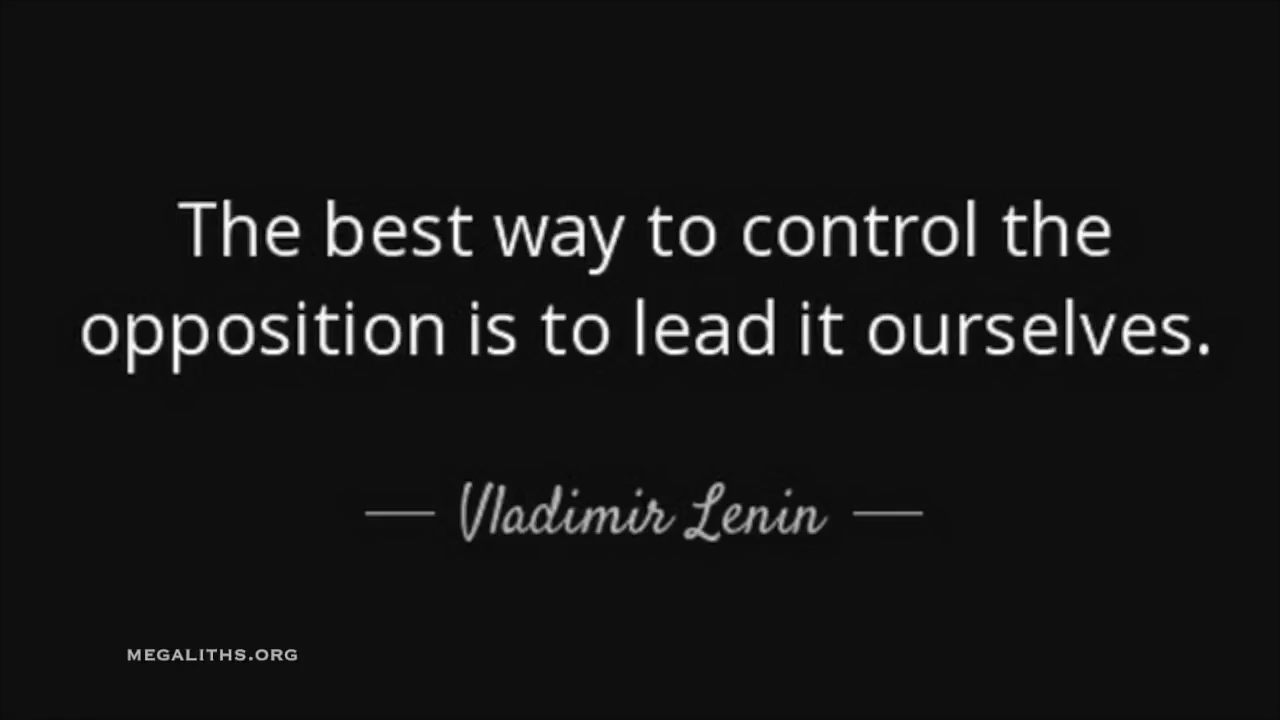 The best way to control the
opposition is to lead it ourselves.
Vladimir Lenin
MEGALITHS.ORG